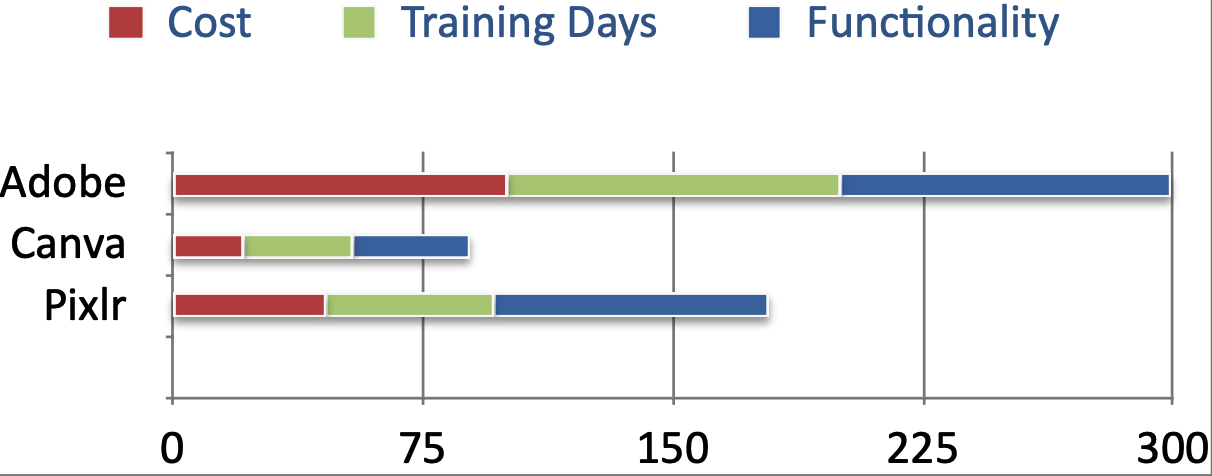 Cost Training Days Functionality
Adobe
Canva
Pixlr
0 75 150 225 300